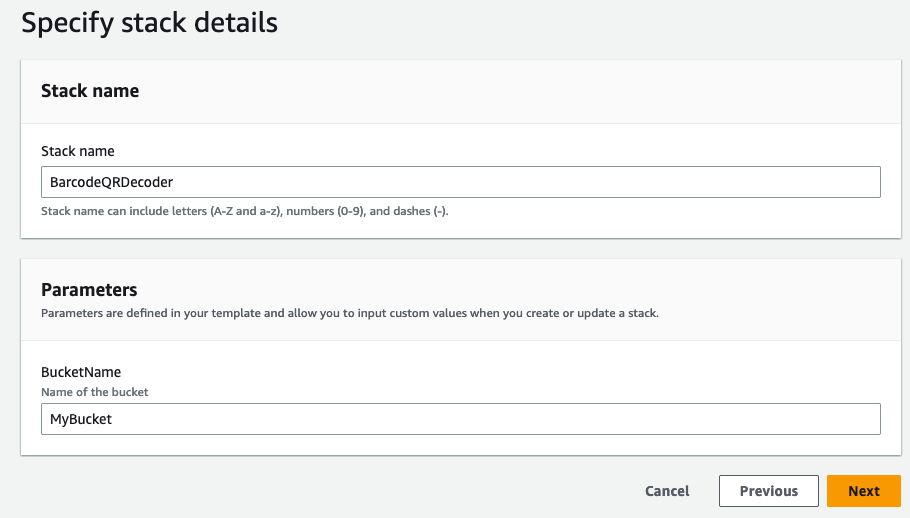 Specify stack details
Stack name
Stack name
BarcodeQRDecoder
Stack name can include letters (A-Z and a-z), numbers (0-9), and dashes (-).
Parameters
Parameters are defined in your template and allow you to input custom values when you create or update a stack.
BucketName
Name of the bucket
MyBucket
Cancel Previous Next